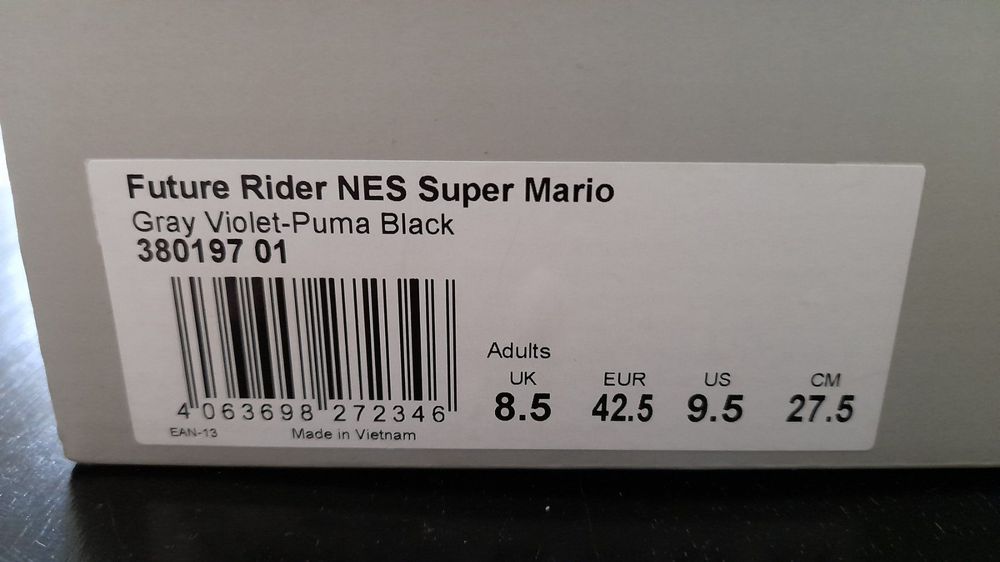 Future Rider NES Super Mario
Gray Violet-Puma Black
380197 01
4 063698 272346
EAN-13 Made in Vietnam
Adults
UK EUR US CM
8.5 42.5 9.5 27.5